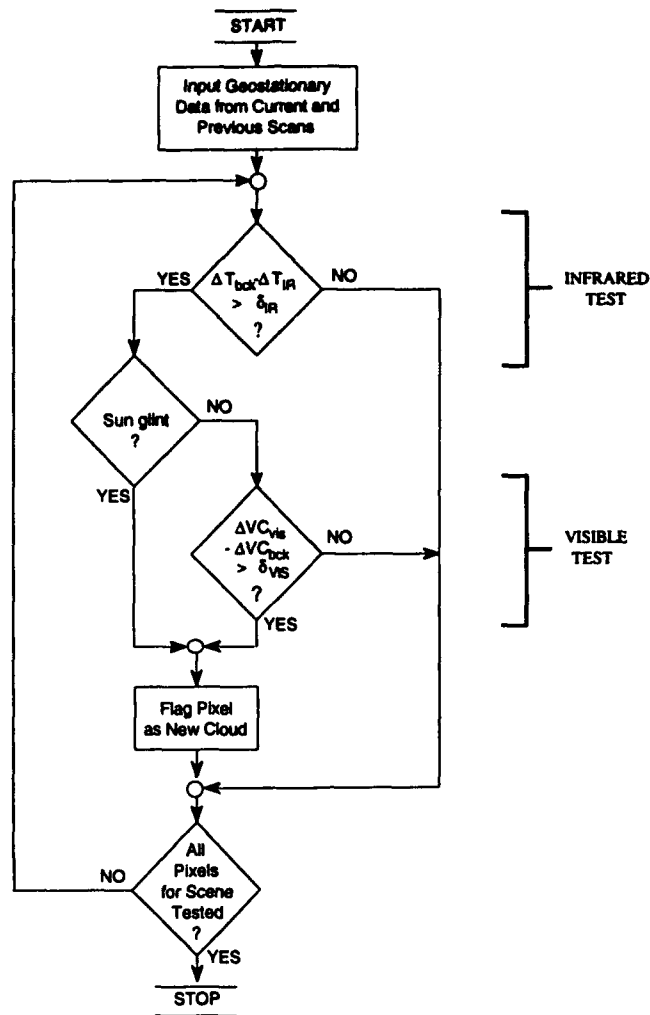 START
Input Geostationary
Data from Current and
Previous Scans
YES
ΔT_bck-ΔT_IR
> δ_IR
?
NO
INFRARED
TEST
Sun glint
?
NO
YES
ΔVC_vis
- ΔVC_bck
> δ_VIS
?
NO
YES
VISIBLE
TEST
Flag Pixel
as New Cloud
All
Pixels
for Scene
Tested
?
NO
YES
STOP